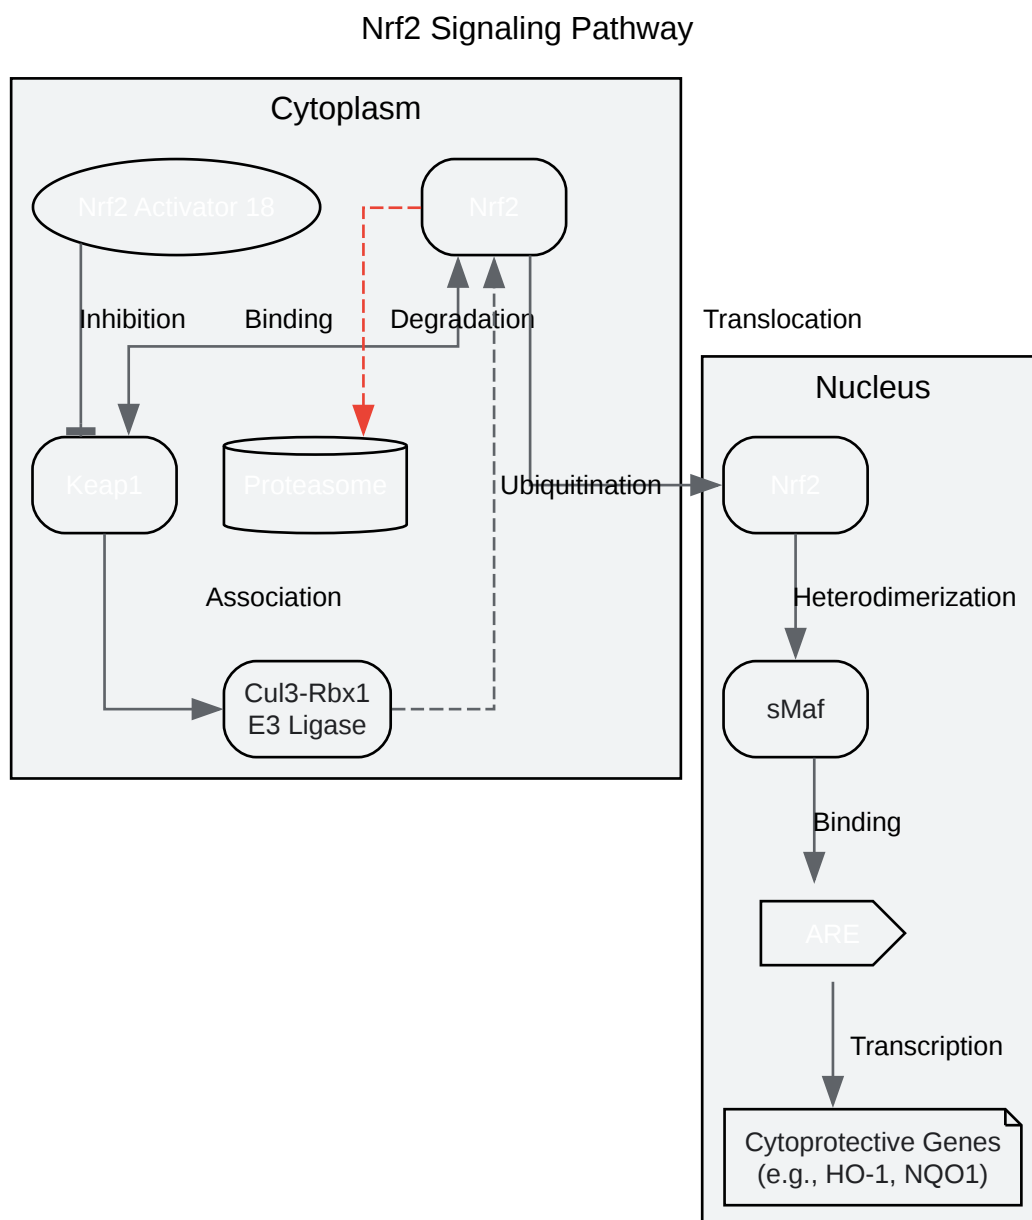 Nrf2 Signaling Pathway
Cytoplasm
Nrf2 Activator 18
Nrf2
Inhibition
Binding
Degradation
Translocation
Nucleus
Keap1
Proteasome
Ubiquitination
Nrf2
Association
Heterodimerization
Cul3-Rbx1
E3 Ligase
sMaf
Binding
ARE
Transcription
Cytoprotective Genes
(e.g., HO-1, NQO1)